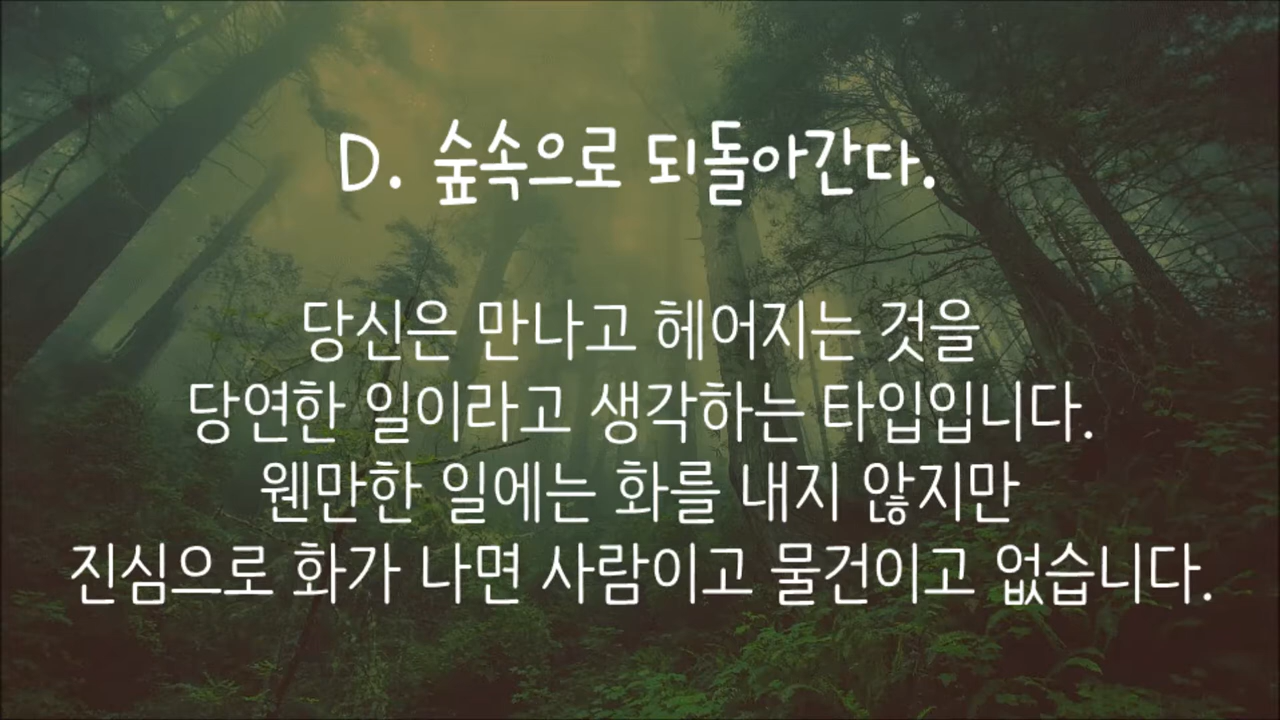 D. 숲속으로 되돌아간다.
당신은 만나고 헤어지는 것을
당연한 일이라고 생각하는 타입입니다.
웬만한 일에는 화를 내지 않지만
진심으로 화가 나면 사람이고 물건이고 없습니다.